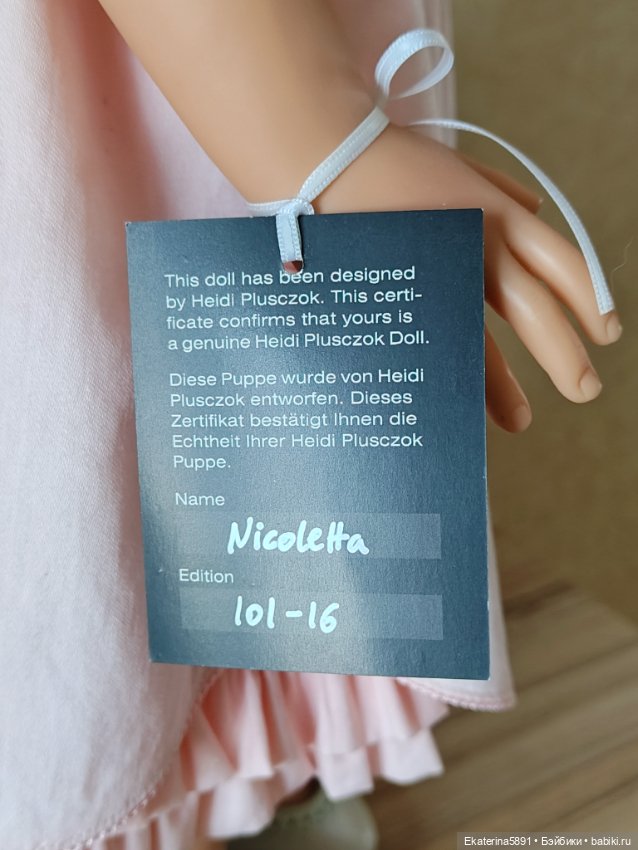 This doll has been designed
by Heidi Plusczok. This certi-
ficate confirms that yours is
a genuine Heidi Plusczok Doll.
Diese Puppe wurde von Heidi
Plusczok entworfen. Dieses
Zertifikat bestätigt Ihnen die
Echtheit Ihrer Heidi Plusczok
Puppe.
Name
Nicoletta
Edition
101-16
Ekaterina5891 • Бэйбики • babiki.ru